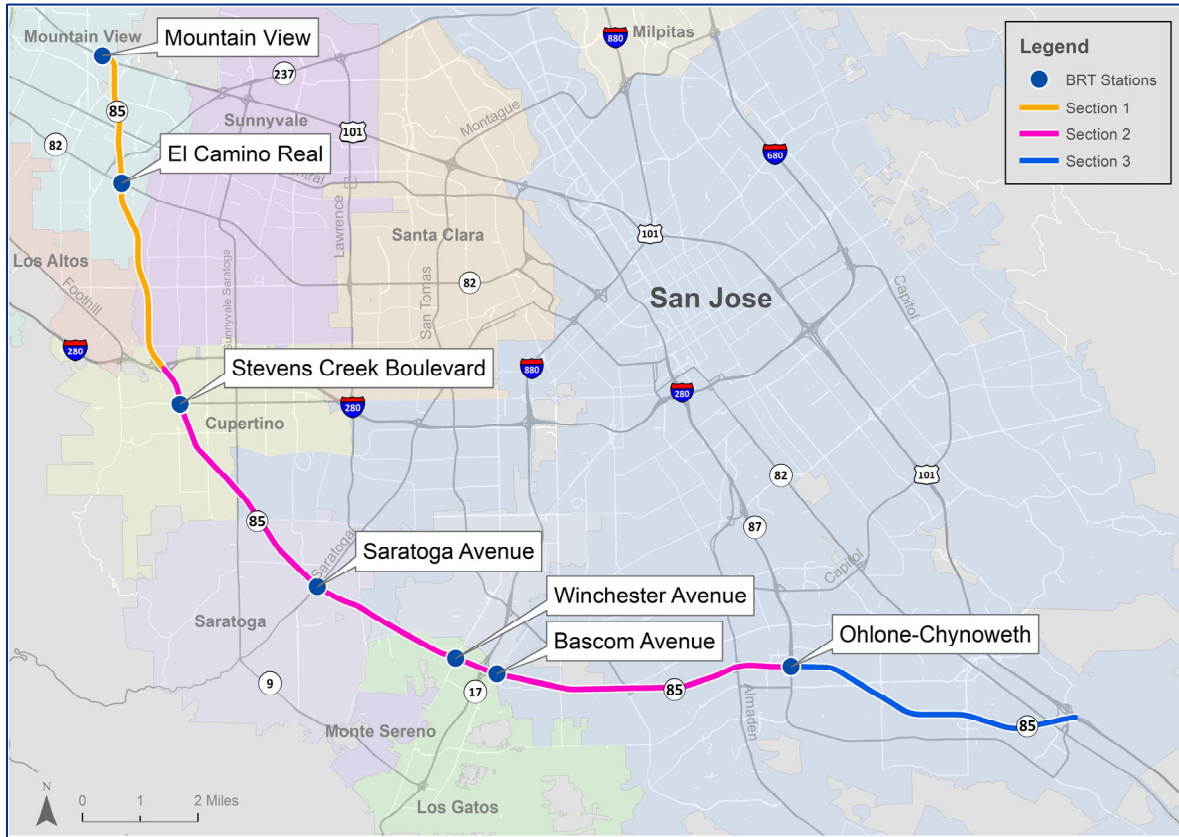 Mountain View
Mountain View
Milpitas
880
237
85
Sunnyvale
101
Montague
82
El Camino Real
Central
680
Legend
BRT Stations
Section 1
Section 2
Section 3
Los Altos
Foothill
Sunnyvale Saratoga
Lawrence
Santa Clara
San Tomas
82
101
San Jose
Capitol
280
Stevens Creek Boulevard
880
280
280
Cupertino
82
101
85
Saratoga
87
Saratoga Avenue
Capitol
Winchester Avenue
Saratoga
Bascom Avenue
Ohlone-Chynoweth
9
17
85
Almaden
85
Monte Sereno
Los Gatos
N
0 1 2 Miles